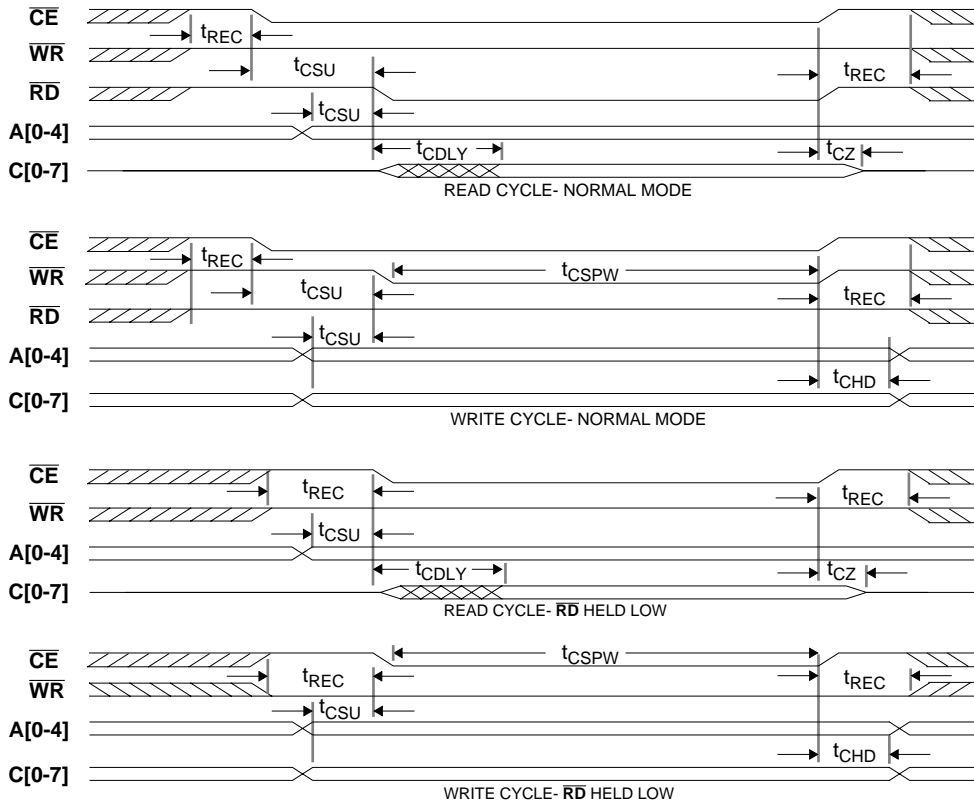 CE
tREC
WR
tCSU
tREC
RD
tCSU
A[0-4]
tCDLY
tCZ
C[0-7]
READ CYCLE- NORMAL MODE
CE
tREC
WR
tCSPW
tCSU
tREC
RD
tCSU
A[0-4]
tCHD
C[0-7]
WRITE CYCLE- NORMAL MODE
CE
tREC
tREC
WR
tCSU
A[0-4]
tCDLY
tCZ
C[0-7]
READ CYCLE- RD HELD LOW
CE
tCSPW
tREC
tREC
WR
tCSU
A[0-4]
tCHD
C[0-7]
WRITE CYCLE- RD HELD LOW